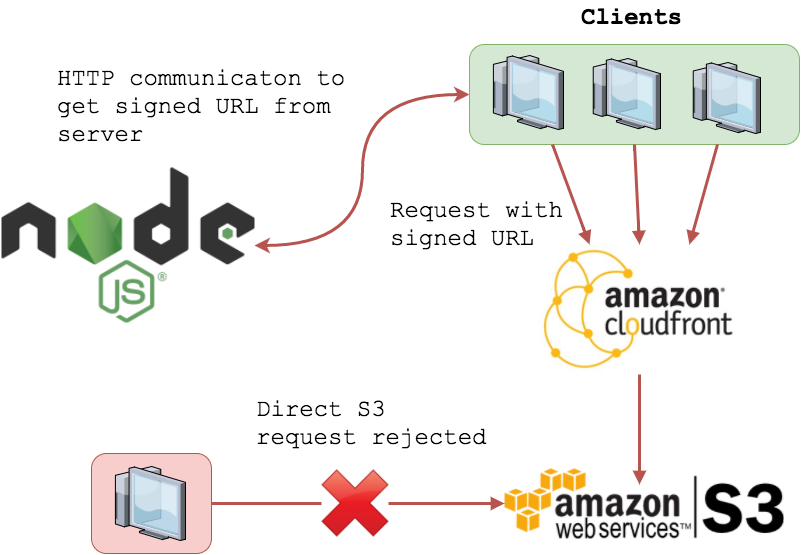 Clients
HTTP communicaton to
get signed URL from
server
node
JS®
Request with
signed URL
amazon®
cloudfront
Direct S3
request rejected
amazon
web services™
S3